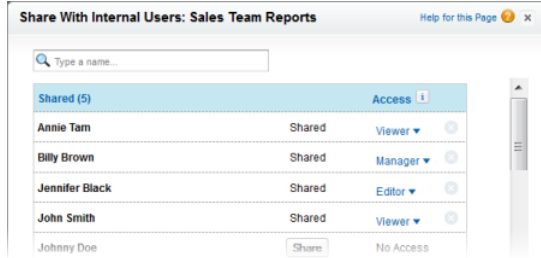 Share With Internal Users: Sales Team Reports Help for this Page ? x
Type a name...
Shared (5) Access i
Annie Tam Shared Viewer
Billy Brown Shared Manager
Jennifer Black Shared Editor
John Smith Shared Viewer
Johnny Doe Share No Access